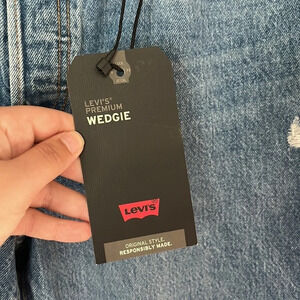 LEVI'S®
PREMIUM
WEDGIE
LEVI'S
ORIGINAL STYLE.
RESPONSIBLY MADE.